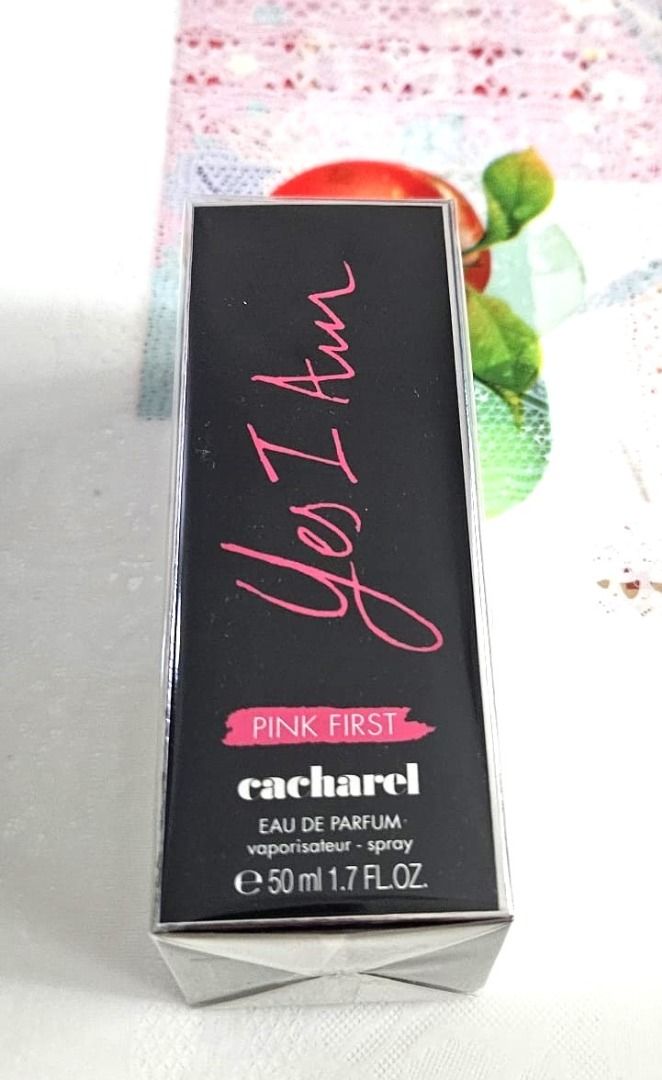 Yes I Am
PINK FIRST
cacharel
EAU DE PARFUM
vaporisateur - spray
℮ 50 ml 1.7 FL.OZ.